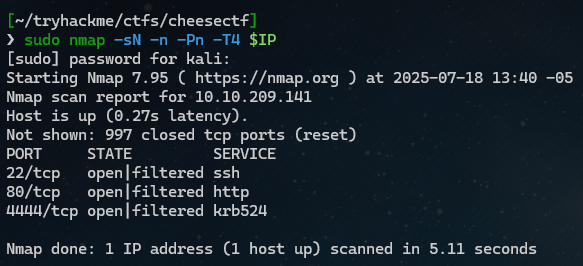 [~/tryhackme/ctfs/cheesectf]
❯ sudo nmap -sN -n -Pn -T4 $IP
[sudo] password for kali:
Starting Nmap 7.95 ( https://nmap.org ) at 2025-07-18 13:40 -05
Nmap scan report for 10.10.209.141
Host is up (0.27s latency).
Not shown: 997 closed tcp ports (reset)
PORT     STATE         SERVICE
22/tcp   open|filtered ssh
80/tcp   open|filtered http
4444/tcp open|filtered krb524

Nmap done: 1 IP address (1 host up) scanned in 5.11 seconds